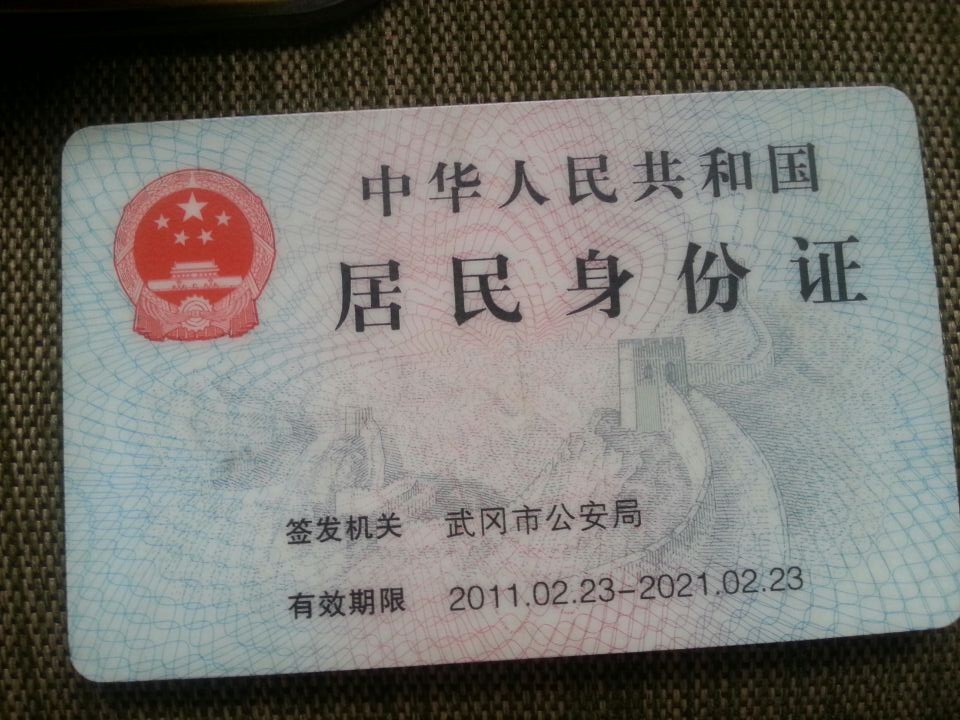 中华人民共和国
居民身份证
签发机关 武冈市公安局
有效期限 2011.02.23-2021.02.23